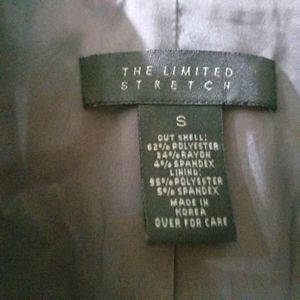 THE LIMITED
STRETCH
S
OUT SHELL:
62% POLYESTER
34% RAYON
4% SPANDEX
LINING:
95% POLYESTER
5% SPANDEX
MADE IN
KOREA
OVER FOR CARE